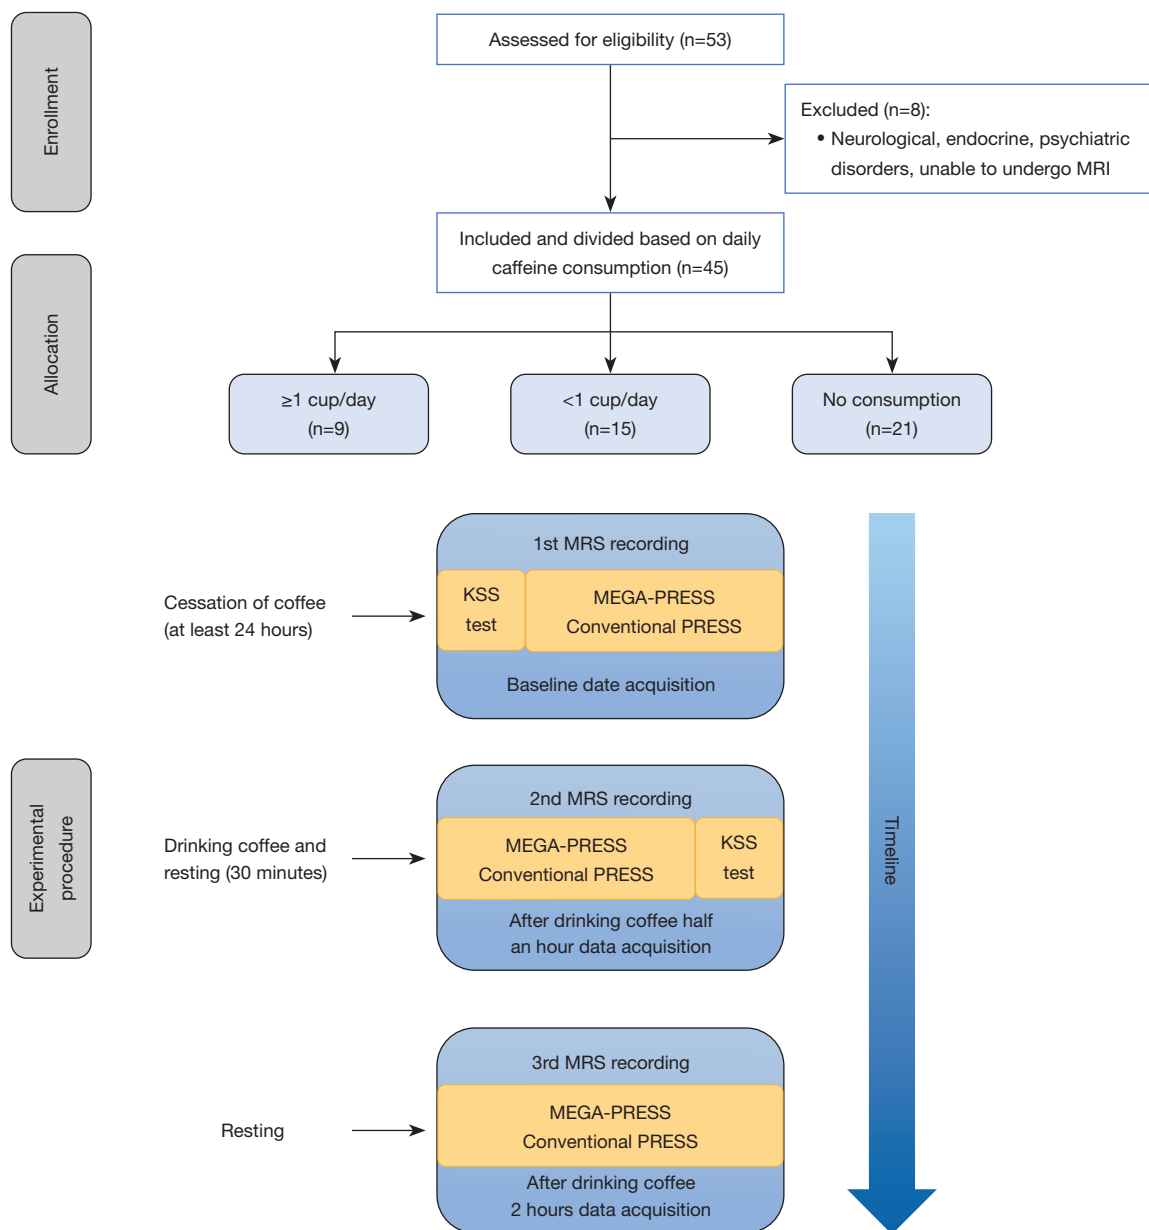 Enrollment
Assessed for eligibility (n=53)
Excluded (n=8):
• Neurological, endocrine, psychiatric
disorders, unable to undergo MRI
Included and divided based on daily
caffeine consumption (n=45)
Allocation
≥1 cup/day
(n=9)
<1 cup/day
(n=15)
No consumption
(n=21)
Experimental
procedure
Cessation of coffee
(at least 24 hours)
1st MRS recording
KSS
test
MEGA-PRESS
Conventional PRESS
Baseline date acquisition
Drinking coffee and
resting (30 minutes)
2nd MRS recording
MEGA-PRESS
Conventional PRESS
KSS
test
After drinking coffee half
an hour data acquisition
Resting
3rd MRS recording
MEGA-PRESS
Conventional PRESS
After drinking coffee
2 hours data acquisition
Timeline